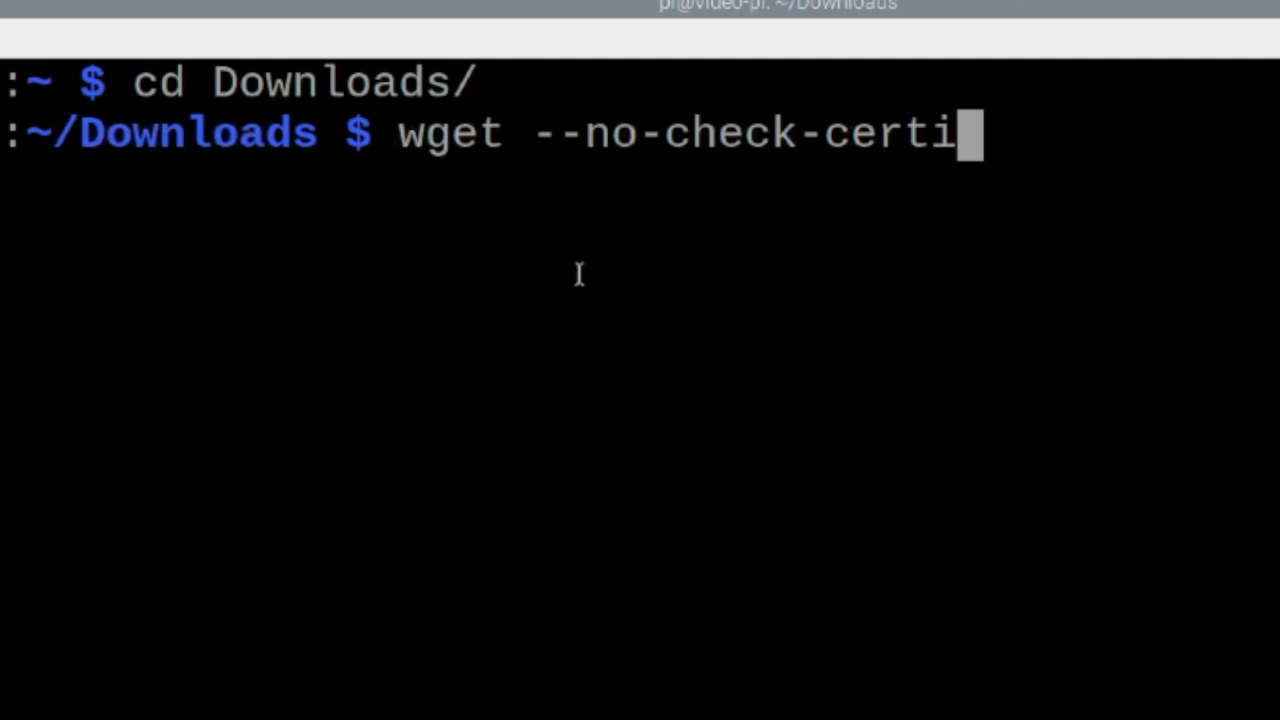 pi@video-pi: ~/Downloads
:~ $ cd Downloads/
:~/Downloads $ wget --no-check-certi